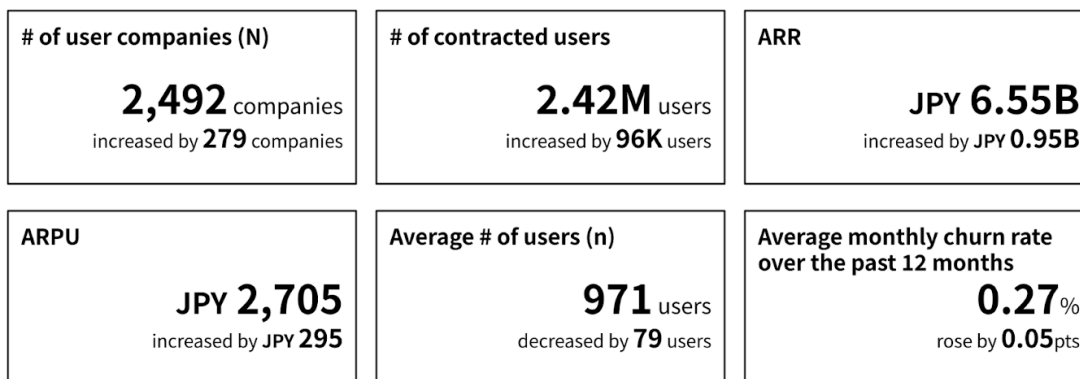 # of user companies (N)
2,492 companies
increased by 279 companies
# of contracted users
2.42M users
increased by 96K users
ARR
JPY 6.55B
increased by JPY 0.95B
ARPU
JPY 2,705
increased by JPY 295
Average # of users (n)
971 users
decreased by 79 users
Average monthly churn rate
over the past 12 months
0.27%
rose by 0.05pts